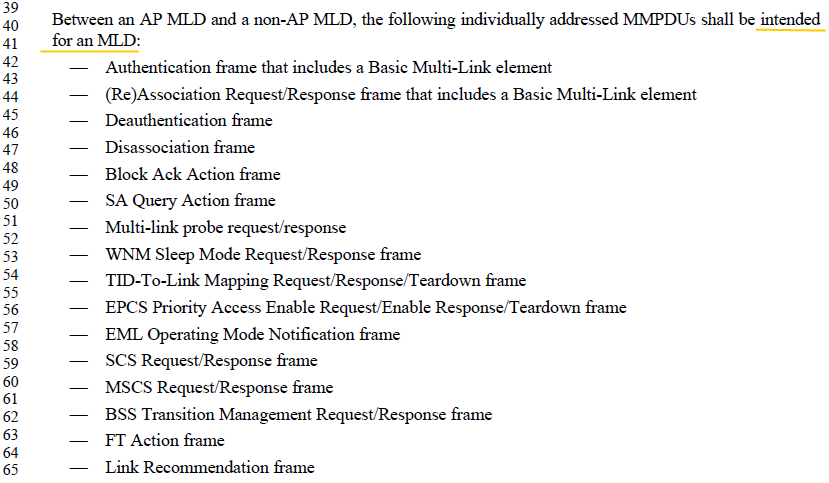 39
40 Between an AP MLD and a non-AP MLD, the following individually addressed MMPDUs shall be intended
41 for an MLD:
42 — Authentication frame that includes a Basic Multi-Link element
43
44 — (Re)Association Request/Response frame that includes a Basic Multi-Link element
45 — Deauthentication frame
46
47 — Disassociation frame
48 — Block Ack Action frame
49
50 — SA Query Action frame
51 — Multi-link probe request/response
52
53 — WNM Sleep Mode Request/Response frame
54 — TID-To-Link Mapping Request/Response/Teardown frame
55
56 — EPCS Priority Access Enable Request/Enable Response/Teardown frame
57 — EML Operating Mode Notification frame
58
59 — SCS Request/Response frame
60 — MSCS Request/Response frame
61
62 — BSS Transition Management Request/Response frame
63 — FT Action frame
64
65 — Link Recommendation frame